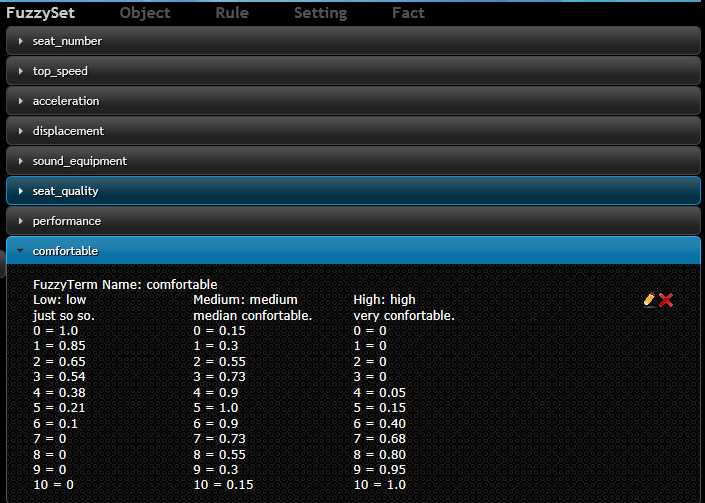 FuzzySet Object Rule Setting Fact
seat_number
top_speed
acceleration
displacement
sound_equipment
seat_quality
performance
comfortable
FuzzyTerm Name: comfortable
Low: low Medium: medium High: high
just so so. median confortable. very confortable.
0 = 1.0 0 = 0.15 0 = 0
1 = 0.85 1 = 0.3 1 = 0
2 = 0.65 2 = 0.55 2 = 0
3 = 0.54 3 = 0.73 3 = 0
4 = 0.38 4 = 0.9 4 = 0.05
5 = 0.21 5 = 1.0 5 = 0.15
6 = 0.1 6 = 0.9 6 = 0.40
7 = 0 7 = 0.73 7 = 0.68
8 = 0 8 = 0.55 8 = 0.80
9 = 0 9 = 0.3 9 = 0.95
10 = 0 10 = 0.15 10 = 1.0